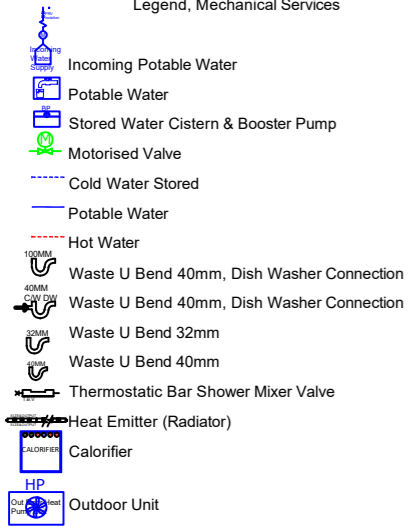 Legend, Mechanical Services
Incoming
Water
Supply
Incoming Potable Water
Potable Water
BP
Stored Water Cistern & Booster Pump
M
Motorised Valve
Cold Water Stored
Potable Water
Hot Water
100MM
Waste U Bend 40mm, Dish Washer Connection
40MM
C/W DW
Waste U Bend 40mm, Dish Washer Connection
32MM
Waste U Bend 32mm
40MM
Waste U Bend 40mm
Thermostatic Bar Shower Mixer Valve
Heat Emitter (Radiator)
CALORIFIER
Calorifier
HP
Out Heat
Pum
Outdoor Unit